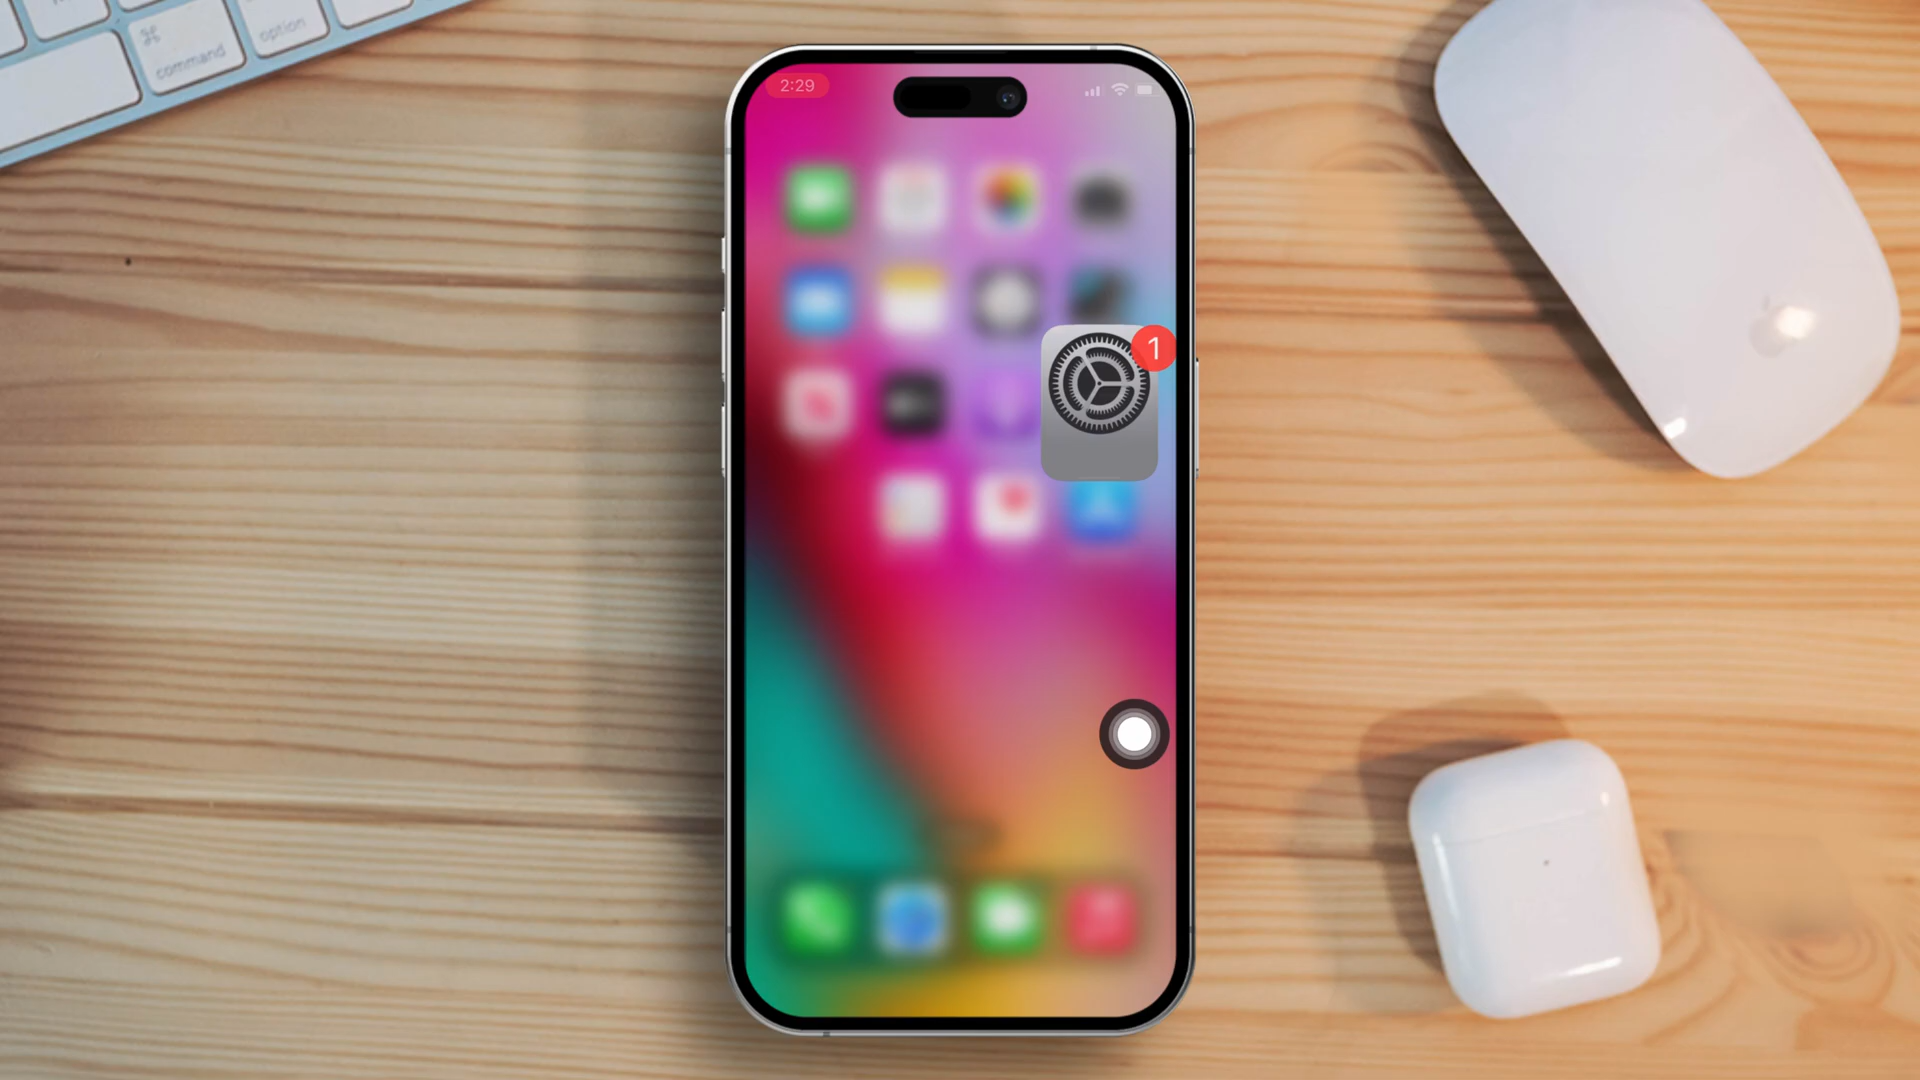 ⌘
command
option
2:29
1